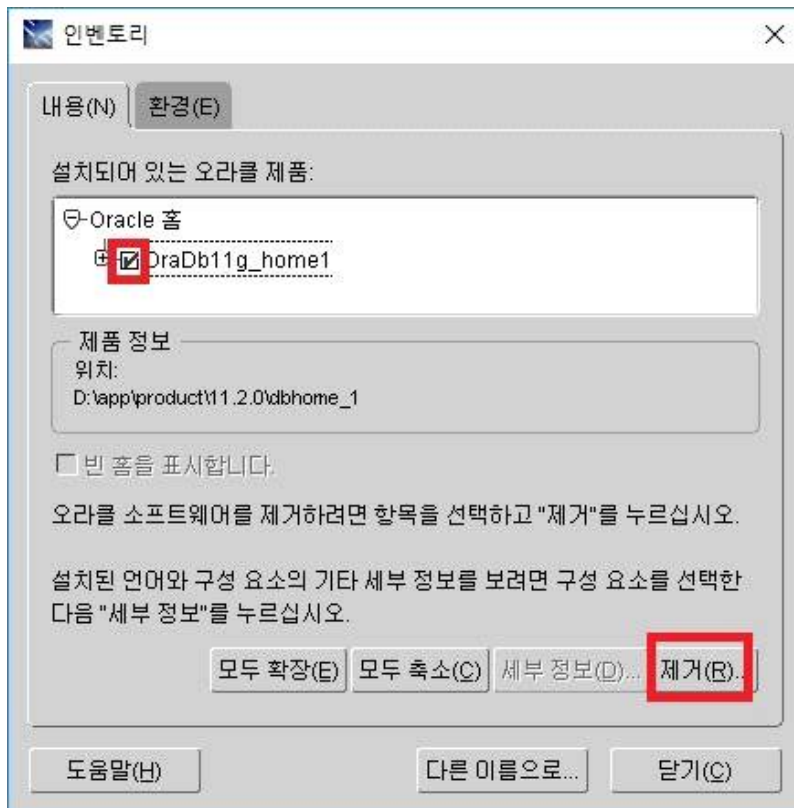 인벤토리
내용(N)
환경(E)
설치되어 있는 오라클 제품:
Oracle 홈
OraDb11g_home1
제품 정보
위치:
D:\app\product\11.2.0\dbhome_1
빈 홈을 표시합니다.
오라클 소프트웨어를 제거하려면 항목을 선택하고 "제거"를 누르십시오.
설치된 언어와 구성 요소의 기타 세부 정보를 보려면 구성 요소를 선택한
다음 "세부 정보"를 누르십시오.
모두 확장(E) 모두 축소(C) 세부 정보(D)... 제거(R)...
도움말(H) 다른 이름으로... 닫기(C)